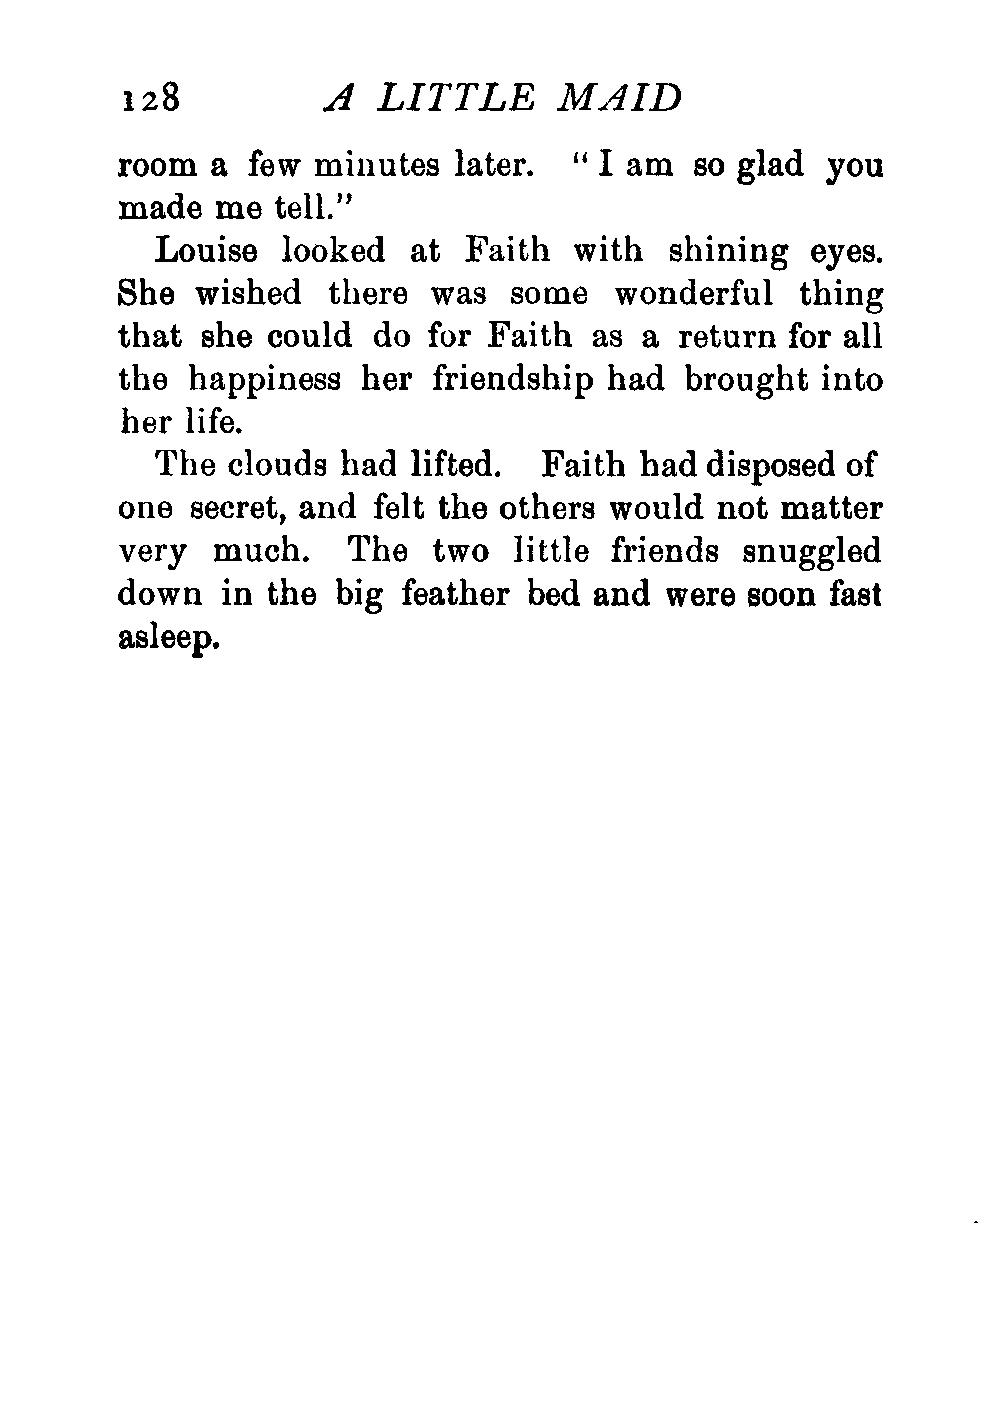 128 A LITTLE MAID
room a few minutes later. "I am so glad you
made me tell."
Louise looked at Faith with shining eyes.
She wished there was some wonderful thing
that she could do for Faith as a return for all
the happiness her friendship had brought into
her life.
The clouds had lifted. Faith had disposed of
one secret, and felt the others would not matter
very much. The two little friends snuggled
down in the big feather bed and were soon fast
asleep.